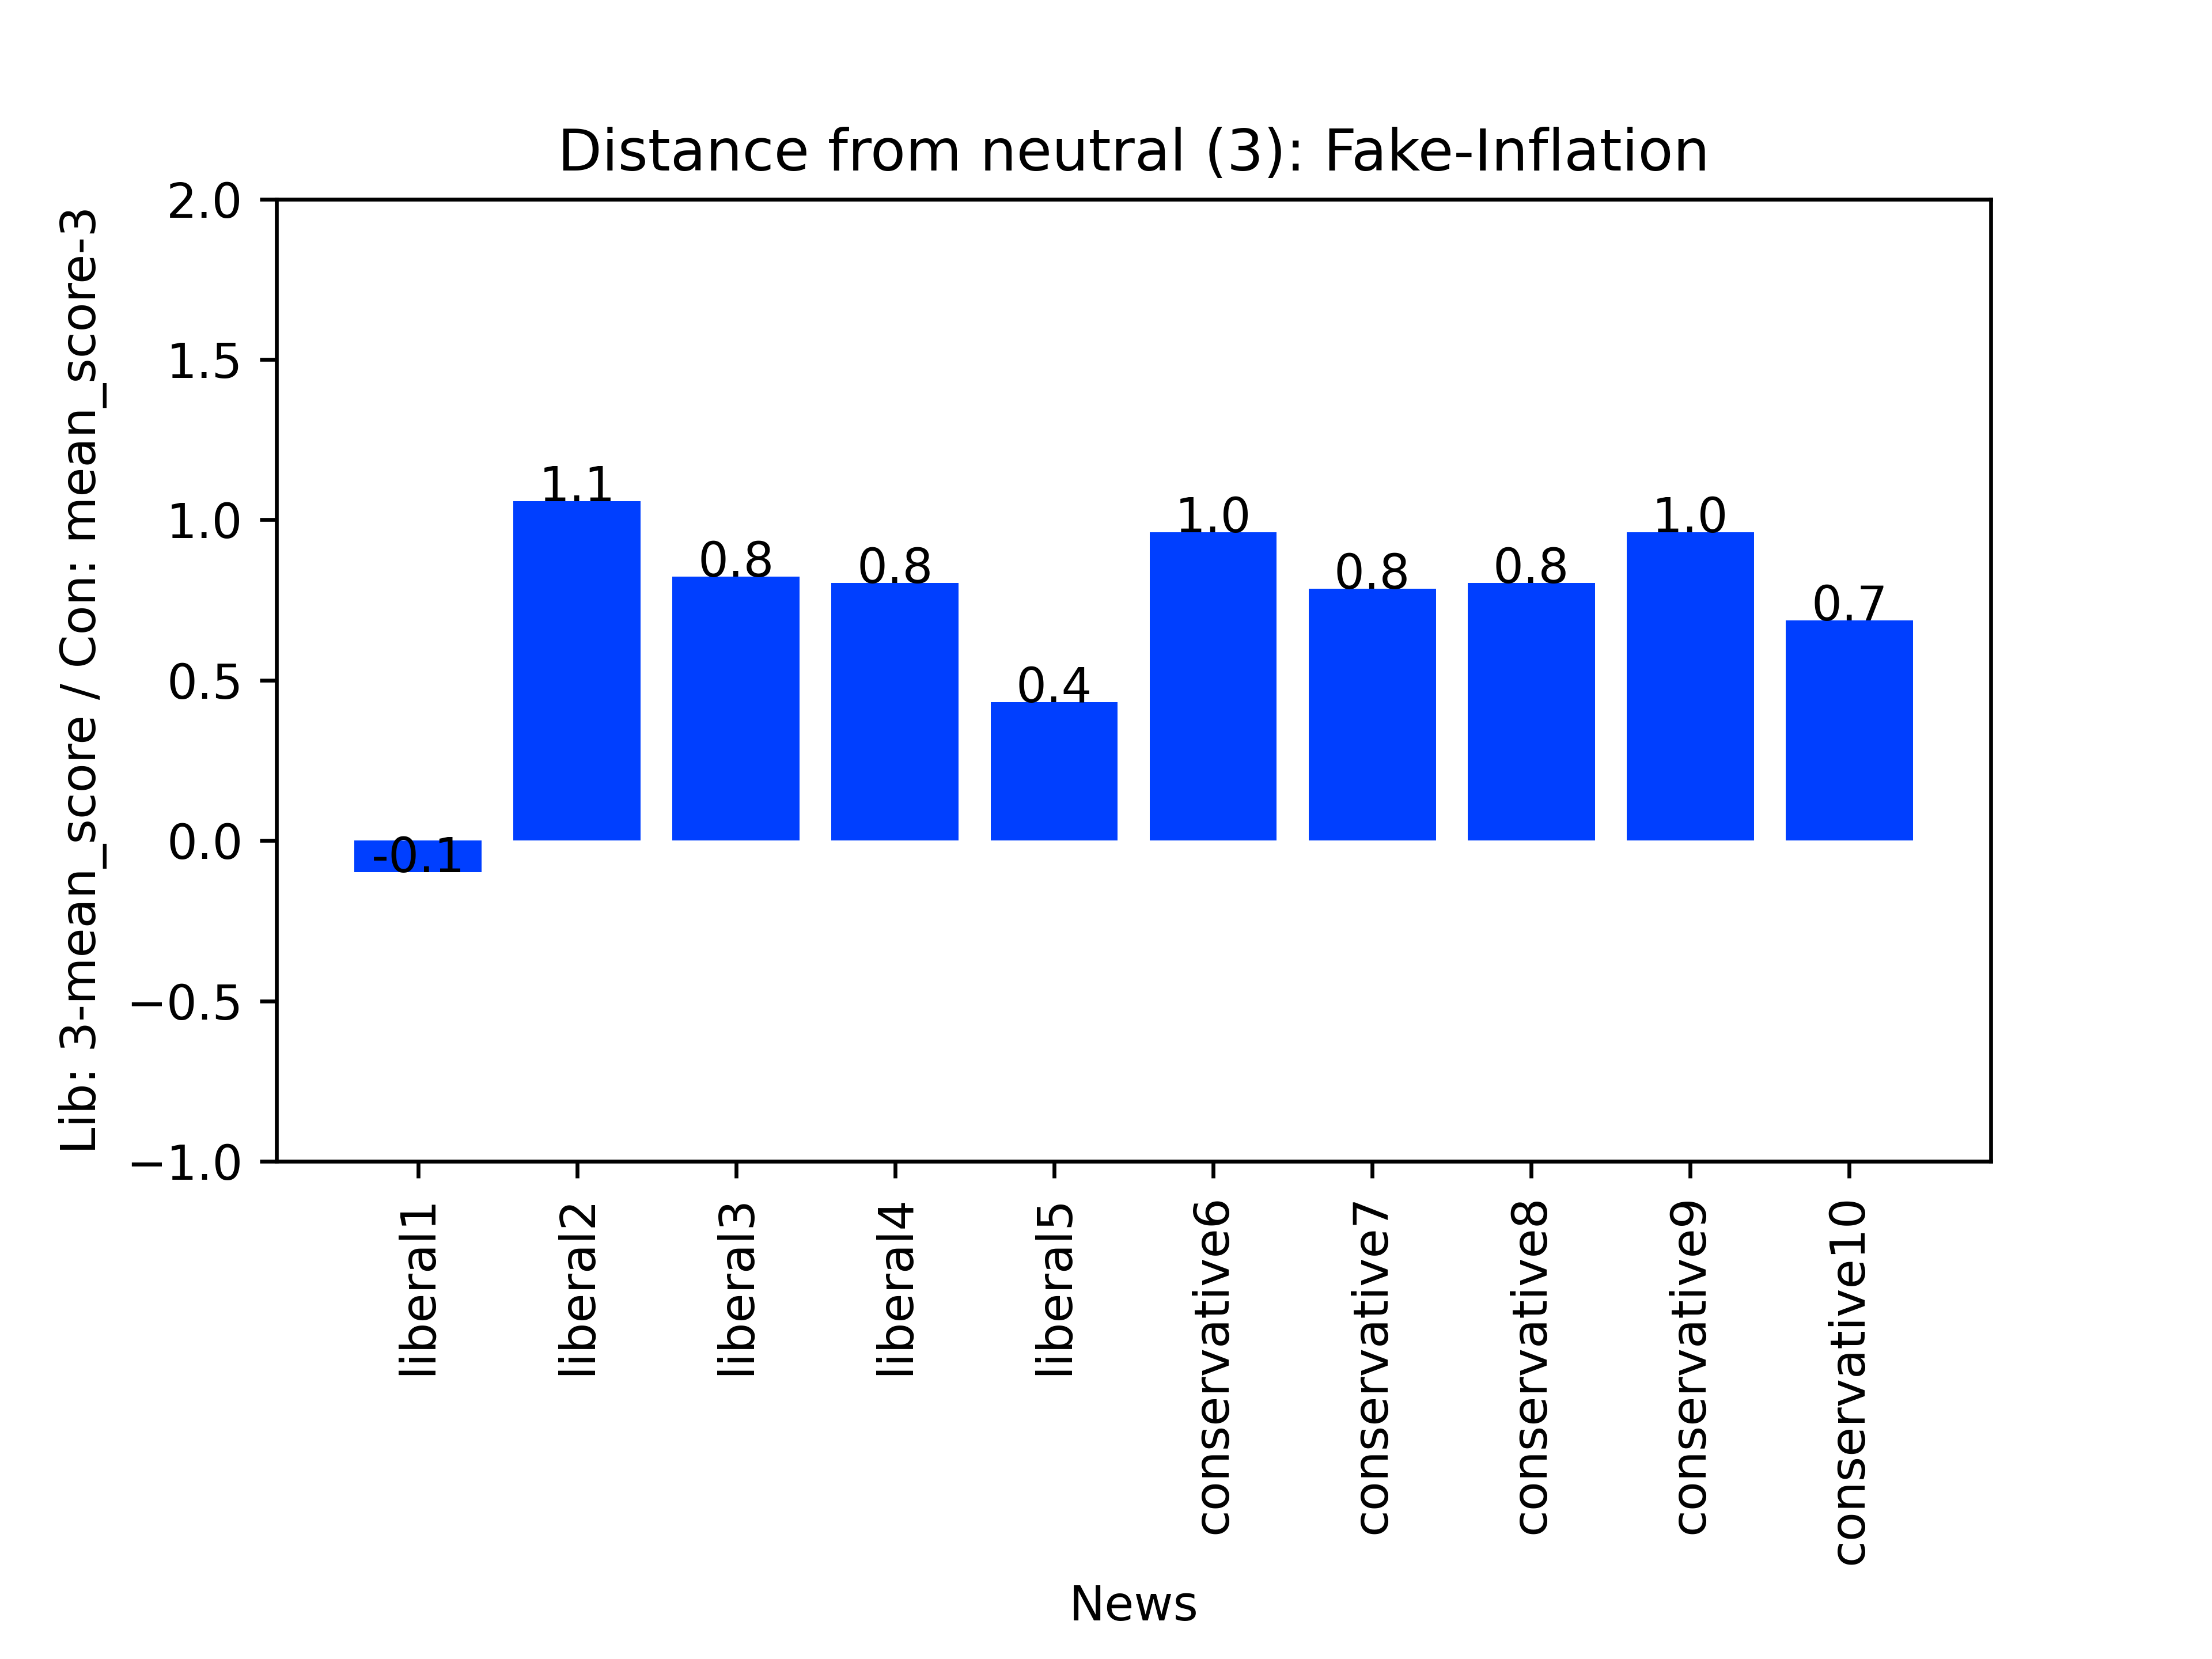 Distance from neutral (3): Fake-Inflation
Lib: 3-mean_score / Con: mean_score-3
2.0
1.5
1.0
0.5
0.0
−0.5
−1.0
-0.1
1.1
0.8
0.8
0.4
1.0
0.8
0.8
1.0
0.7
liberal1
liberal2
liberal3
liberal4
liberal5
conservative6
conservative7
conservative8
conservative9
conservative10
News